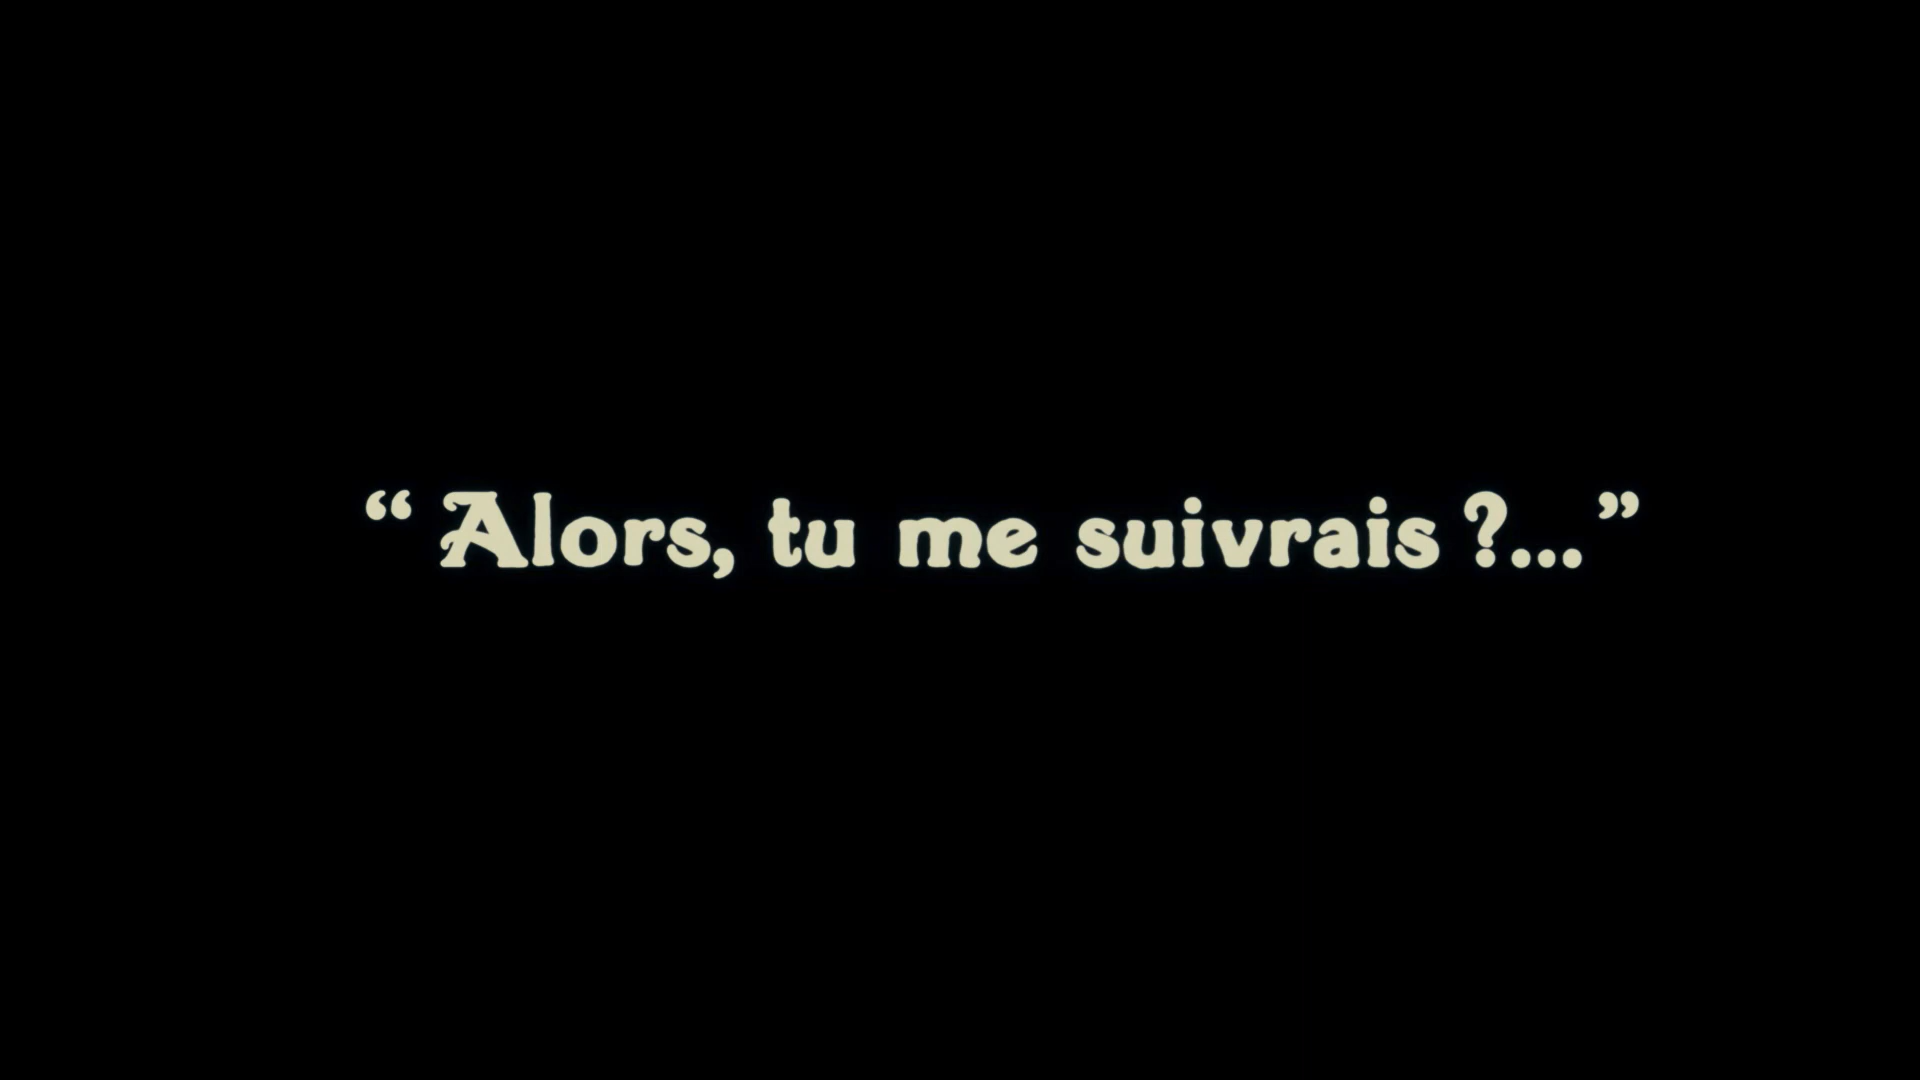 “ Alors, tu me suivrais ?...”